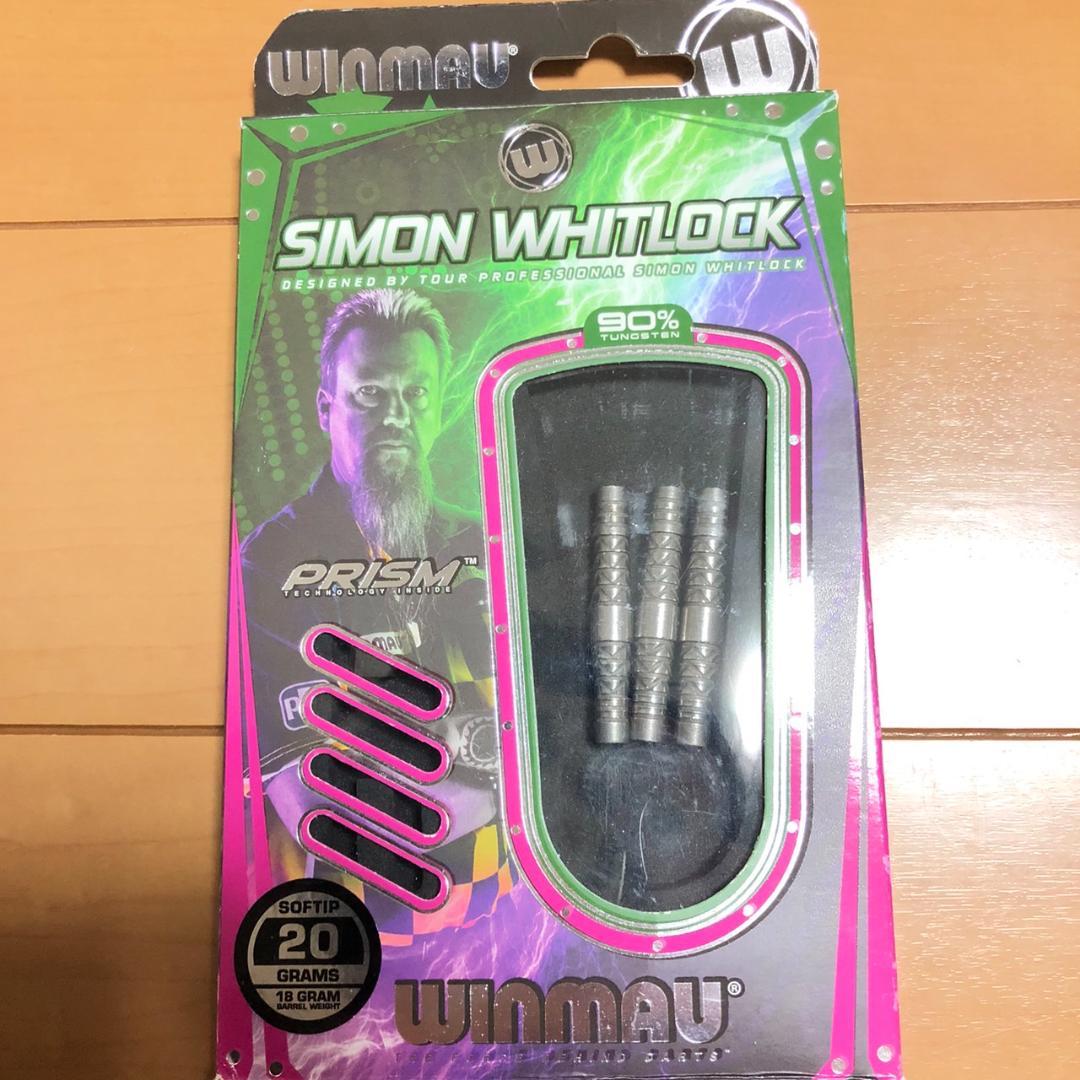 WINMAU®
W
W
SIMON WHITLOCK
DESIGNED BY TOUR PROFESSIONAL SIMON WHITLOCK
90%
TUNGSTEN
PRISM™
TECHNOLOGY INSIDE
SOFTIP
20
GRAMS
18 GRAM
BARREL WEIGHT
WINMAU®